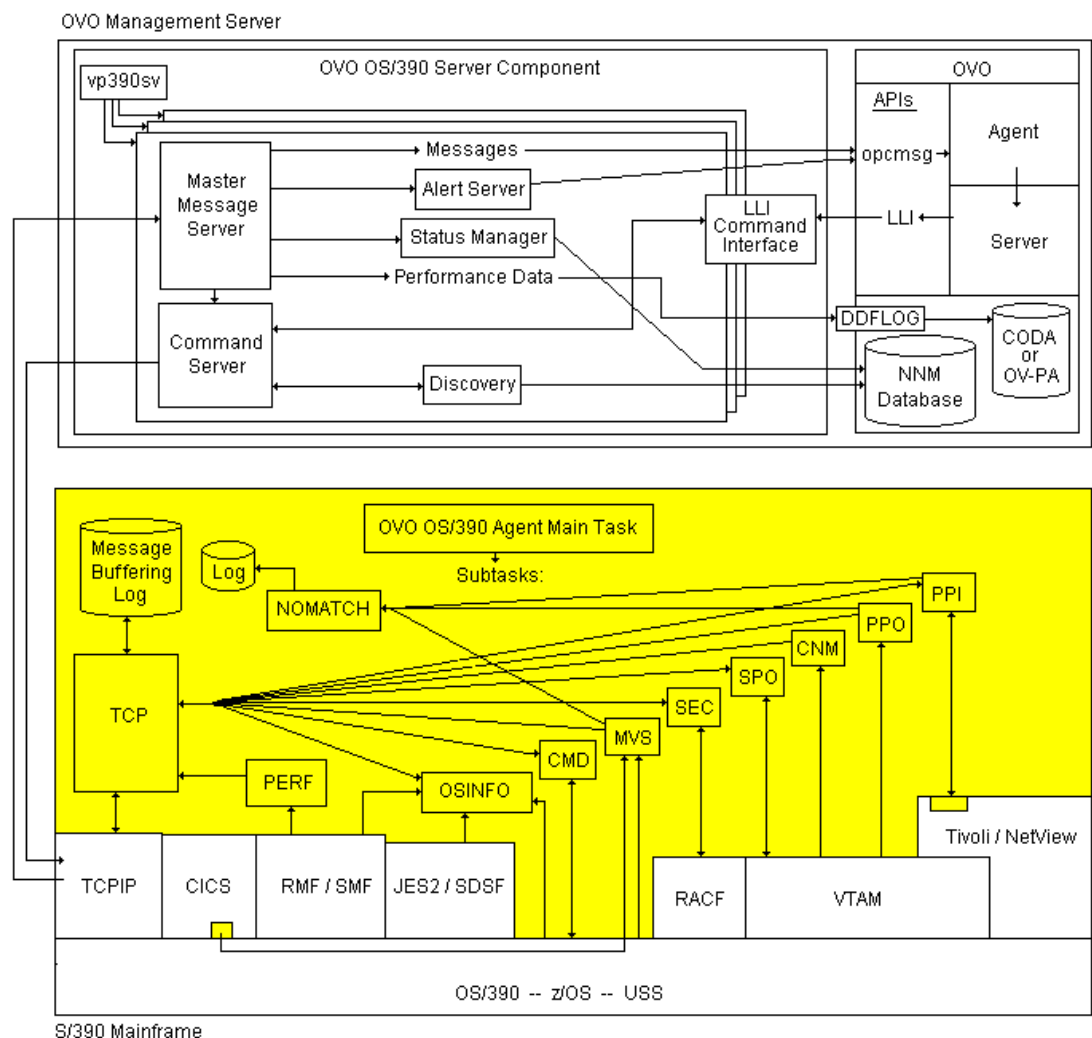 OVO Management Server
OVO OS/390 Server Component
OVO
vp390sv
APIs
Agent
Messages
opcmsg
Master
Message
Server
Alert Server
LLI
Command
Interface
LLI
Server
Status Manager
Performance Data
DDFLOG
Command
Server
CODA
or
OV-PA
Discovery
NNM
Database
OVO OS/390 Agent Main Task
Message
Buffering
Log
Log
Subtasks:
PPI
NOMATCH
PPO
CNM
SPO
TCP
SEC
MVS
CMD
PERF
OSINFO
Tivoli / NetView
TCPIP
CICS
RMF / SMF
JES2 / SDSF
RACF
VTAM
OS/390 -- z/OS -- USS
S/390 Mainframe